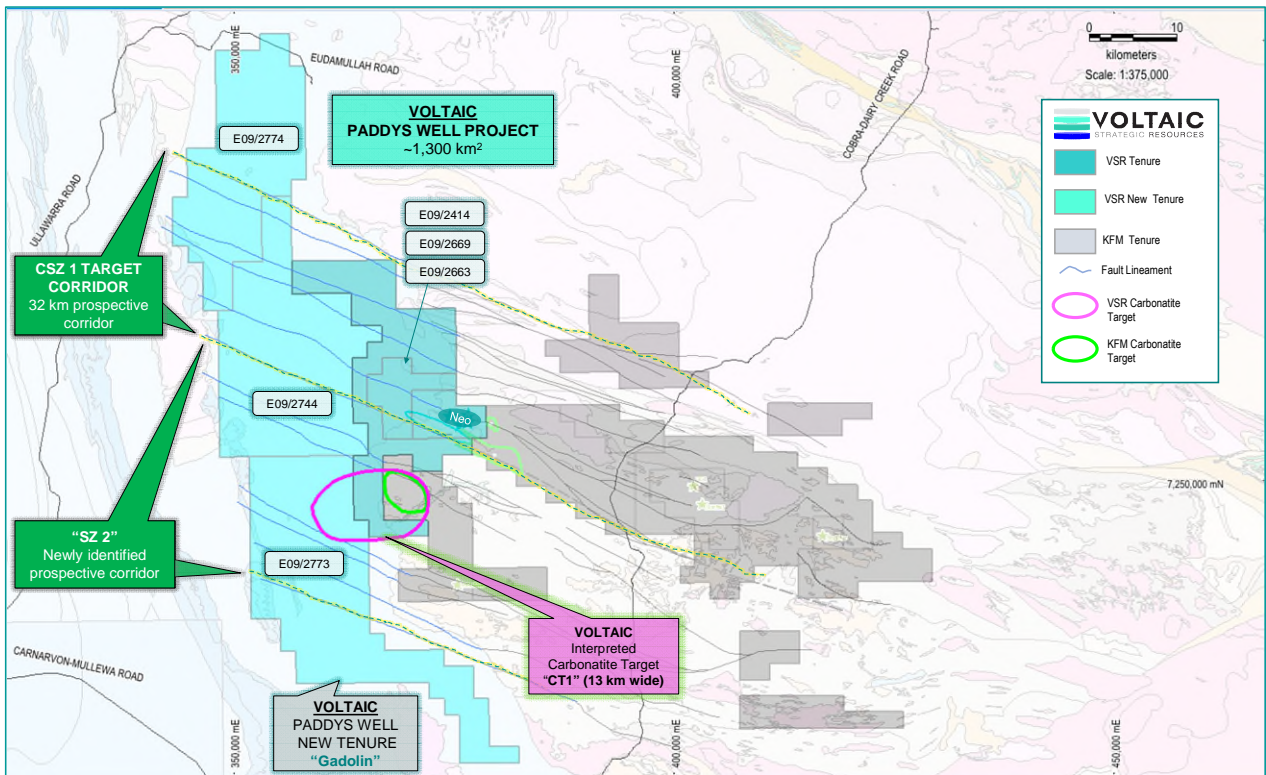 350,000 mE
EUDAMULLAH ROAD
400,000 mE
COBRA-DAIRY CREEK ROAD
0
10
kilometers
Scale: 1:375,000
VOLTAIC
STRATEGIC RESOURCES
VSR Tenure
VSR New Tenure
KFM Tenure
Fault Lineament
VSR Carbonatite
Target
KFM Carbonatite
Target
VOLTAIC
PADDYS WELL PROJECT
~1,300 km²
E09/2774
ULLAWARRA ROAD
E09/2414
E09/2669
E09/2663
CSZ 1 TARGET
CORRIDOR
32 km prospective
corridor
E09/2744
Neo
7,250,000 mN
“SZ 2”
Newly identified
prospective corridor
E09/2773
VOLTAIC
Interpreted
Carbonatite Target
“CT1” (13 km wide)
CARNARVON-MULLEWA ROAD
VOLTAIC
PADDYS WELL
NEW TENURE
“Gadolin”
350,000 mE
400,000 mE
450,000 mE